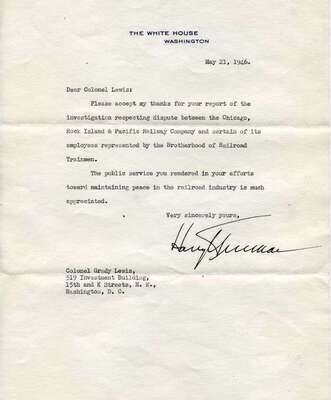 THE WHITE HOUSE
WASHINGTON
May 21, 1946.
Dear Colonel Lewis:
Please accept my thanks for your report of the
investigation respecting dispute between the Chicago,
Rock Island & Pacific Railway Company and certain of its
employees represented by the Brotherhood of Railroad
Trainmen.
The public service you rendered in your efforts
toward maintaining peace in the railroad industry is much
appreciated.
Very sincerely yours,
Harry Truman
Colonel Grady Lewis,
519 Investment Building,
15th and K Streets, N. W.,
Washington, D. C.